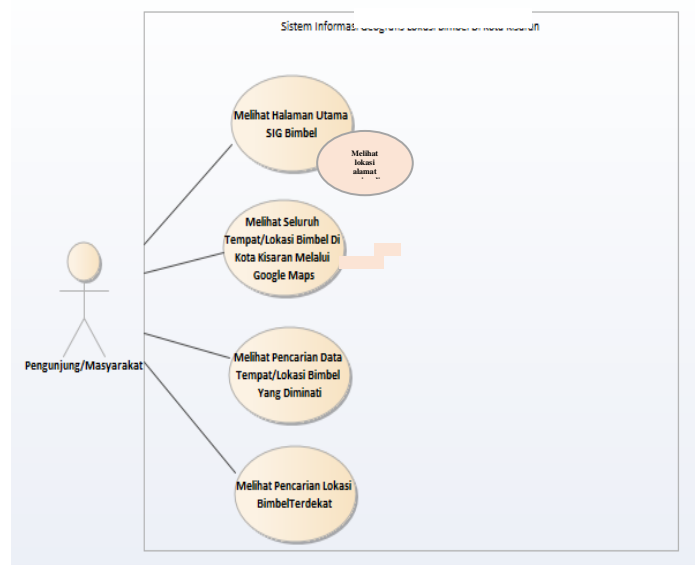 Sistem Informasi Geografis Lokasi Bimbel Di Kota Kisaran
Melihat Halaman Utama
SIG Bimbel
Melihat
lokasi
alamat
Melihat Seluruh
Tempat/Lokasi Bimbel Di
Kota Kisaran Melalui
Google Maps
Pengunjung/Masyarakat
Melihat Pencarian Data
Tempat/Lokasi Bimbel
Yang Diminati
Melihat Pencarian Lokasi
BimbelTerdekat